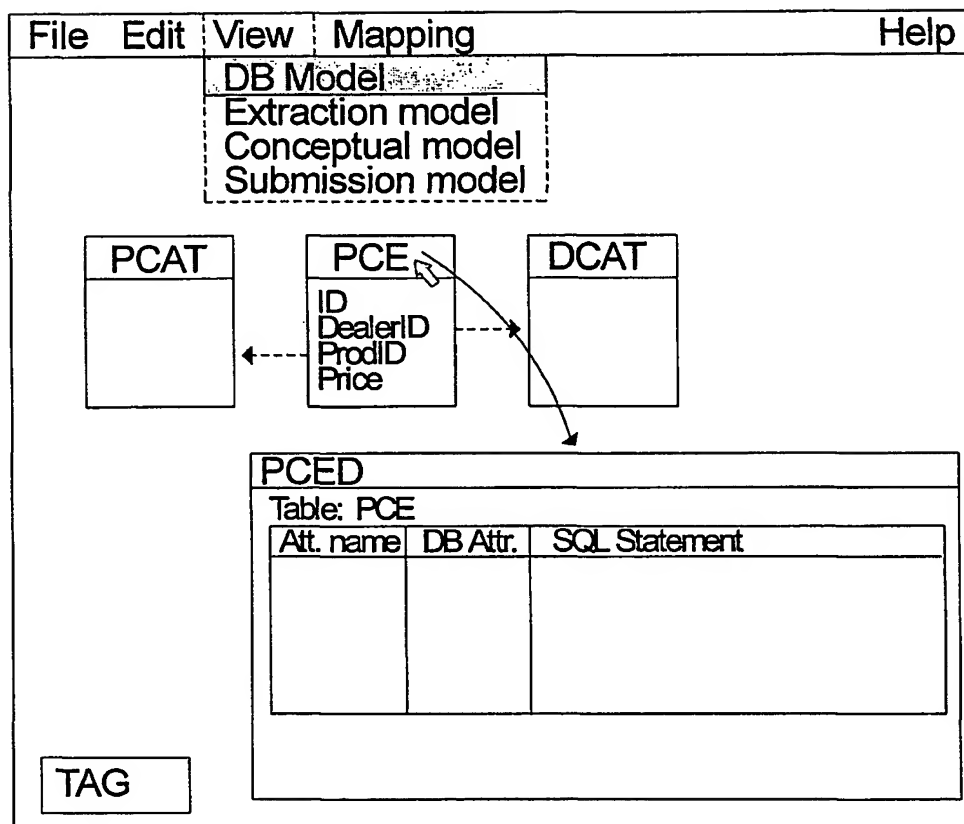 File Edit View Mapping Help
DB Model
Extraction model
Conceptual model
Submission model
PCAT PCE DCAT
ID
DealerID
ProdID
Price
PCED
Table: PCE
Att. name DB Attr. SQL Statement
TAG